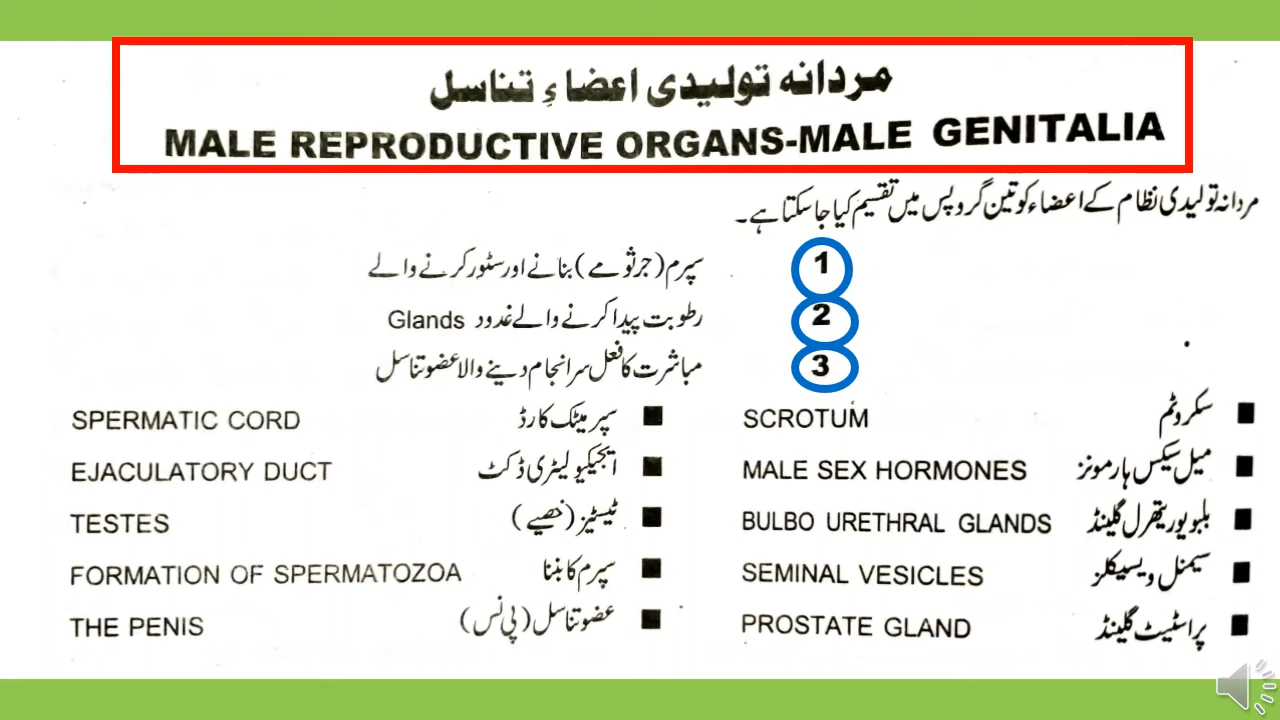 مردانہ تولیدی اعضاءِ تناسل
MALE REPRODUCTIVE ORGANS-MALE GENITALIA
مردانہ تولیدی نظام کے اعضاء کو تین گروپس میں تقسیم کیا جا سکتا ہے۔
1 سپرم (جرثومے) بنانے اور سٹور کرنے والے
2 رطوبت پیدا کرنے والے غدود Glands
3 مباشرت کا فعل سرانجام دینے والا عضو تناسل
■ سکروٹم SCROTUM ■ سپرمیٹک کارڈ SPERMATIC CORD
■ میل سیکس ہارمونز MALE SEX HORMONES ■ ایجیکیولیٹری ڈکٹ EJACULATORY DUCT
■ بلبویوریتھرل گلینڈ BULBO URETHRAL GLANDS ■ ٹیسٹیز (خصیے) TESTES
■ سیمنل ویسیکلز SEMINAL VESICLES ■ سپرم کا بننا FORMATION OF SPERMATOZOA
■ پراسٹیٹ گلینڈ PROSTATE GLAND ■ عضو تناسل (پی نس) THE PENIS